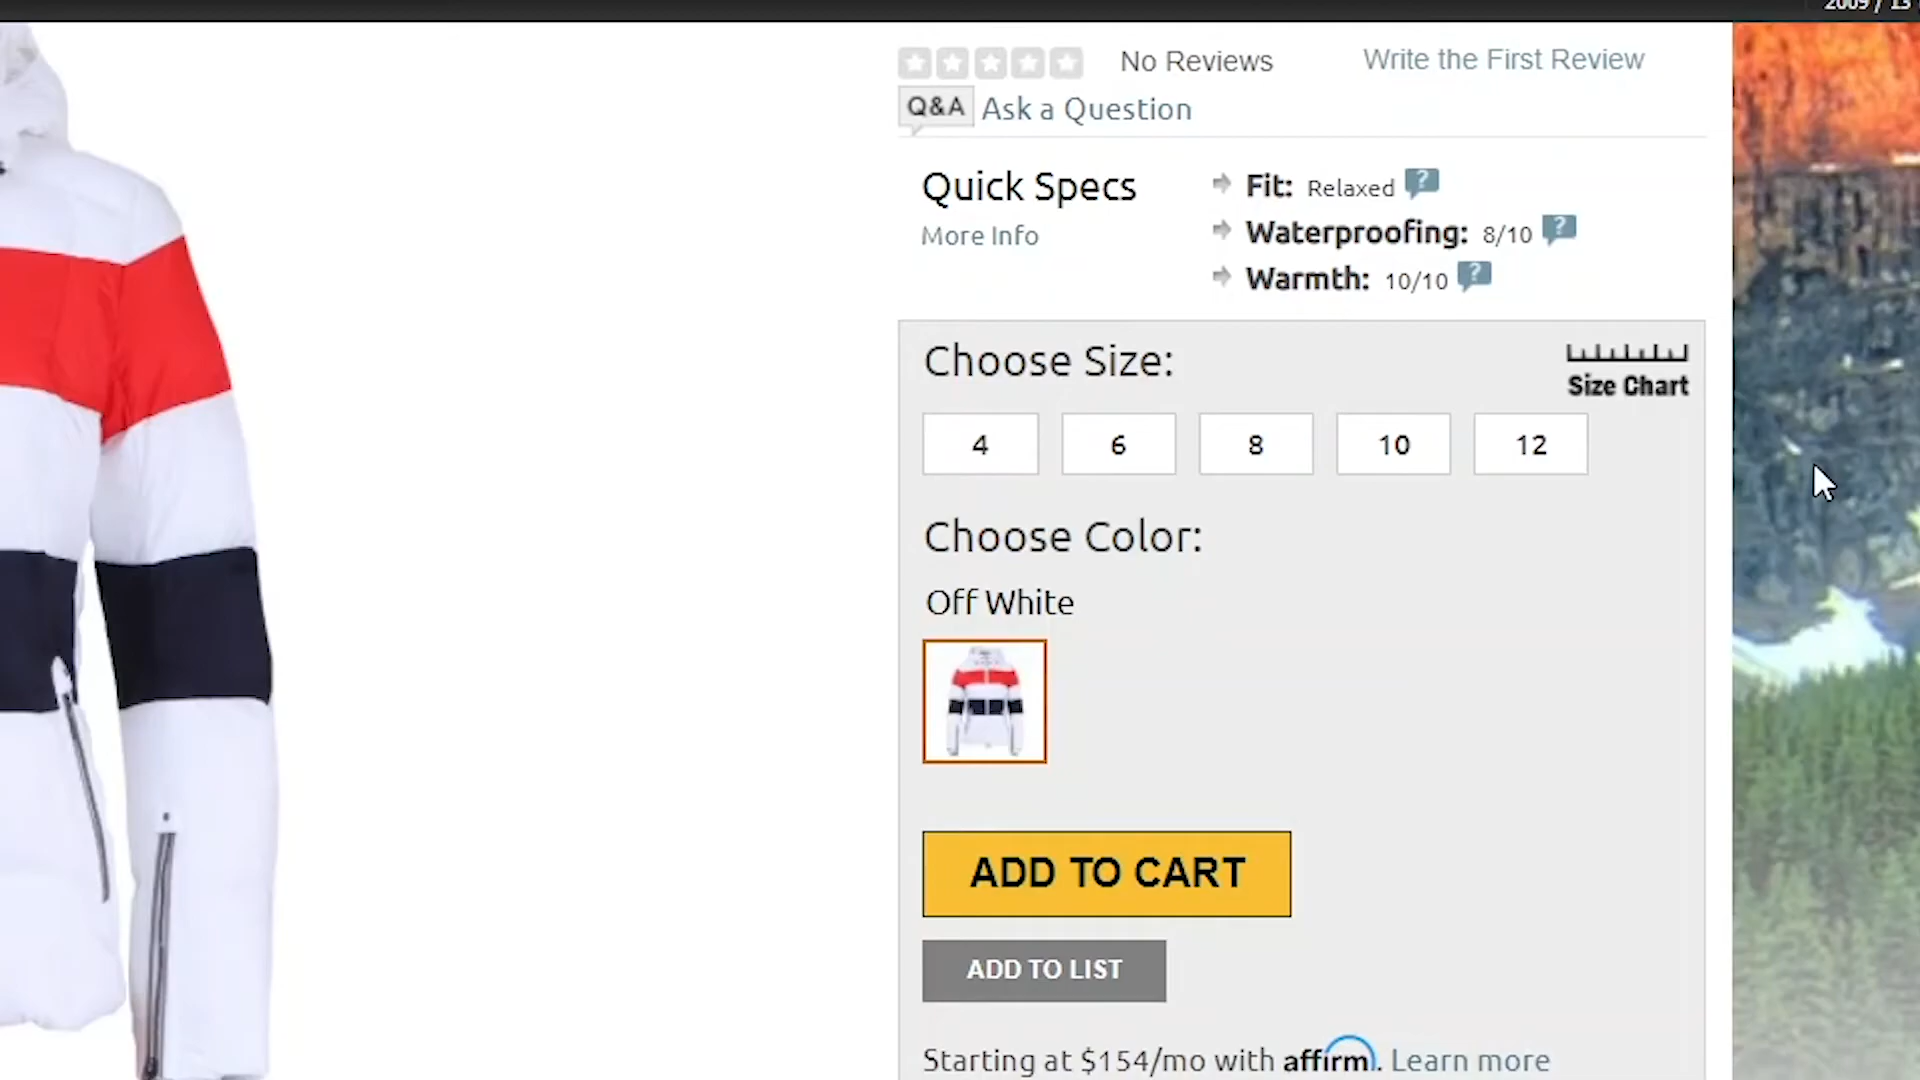 No Reviews Write the First Review
Q&A Ask a Question
Quick Specs
More Info
Fit: Relaxed ?
Waterproofing: 8/10 ?
Warmth: 10/10 ?
Choose Size:
Size Chart
4 6 8 10 12
Choose Color:
Off White
ADD TO CART
ADD TO LIST
Starting at $154/mo with affirm. Learn more